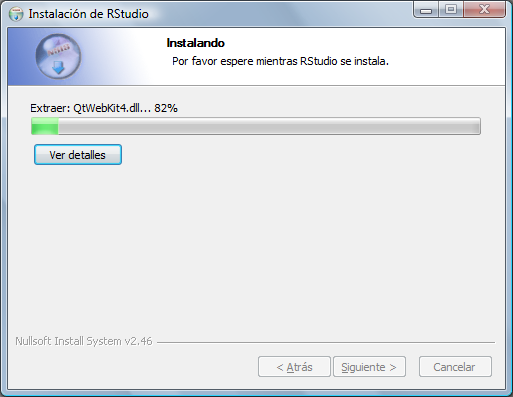 Instalación de RStudio
Instalando
Por favor espere mientras RStudio se instala.
Extraer: QtWebKit4.dll... 82%
Ver detalles
Nullsoft Install System v2.46
< Atrás
Siguiente >
Cancelar